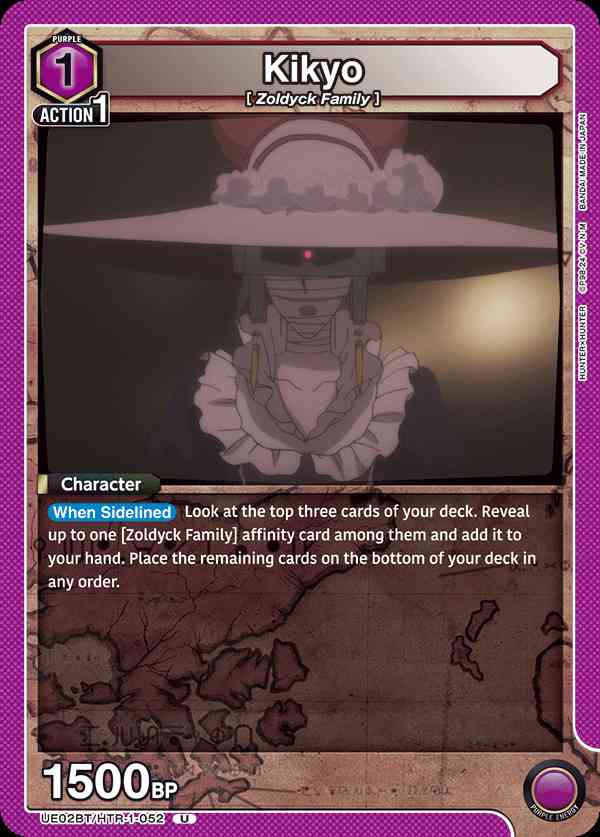 PURPLE
1
Kikyo
[ Zoldyck Family ]
ACTION 1
HUNTER×HUNTER ©P98-24 ©V･N･M BANDAI MADE IN JAPAN
Character
When Sidelined Look at the top three cards of your deck. Reveal
up to one [Zoldyck Family] affinity card among them and add it to
your hand. Place the remaining cards on the bottom of your deck in
any order.
1500 BP
UE02BT/HTR-1-052 U
PURPLE ENERGY